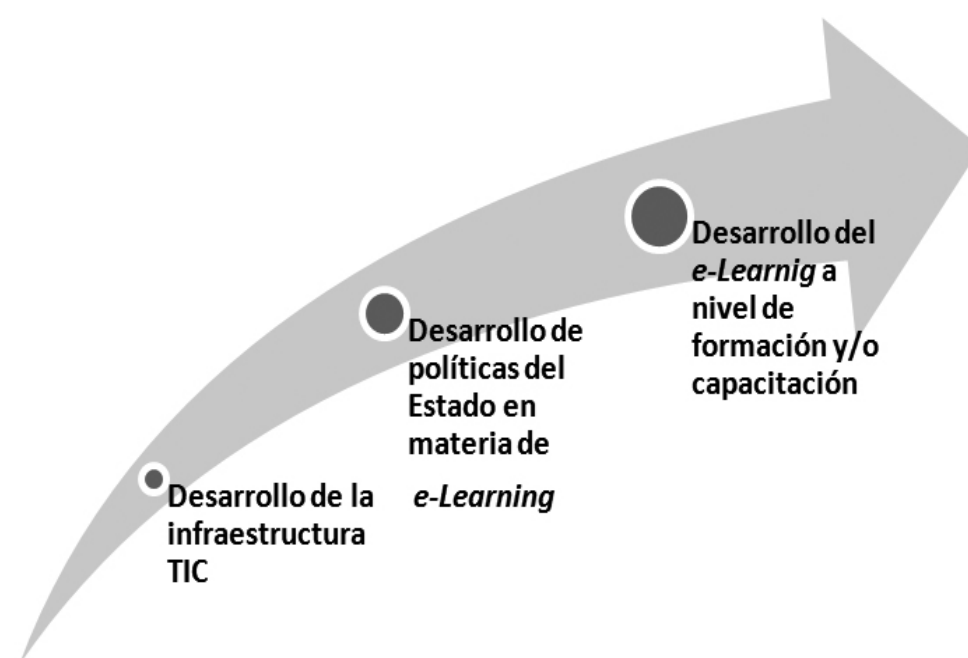 Desarrollo del
e-Learnig a
nivel de
formación y/o
capacitación
Desarrollo de
políticas del
Estado en
materia de
e-Learning
Desarrollo de la
infraestructura
TIC